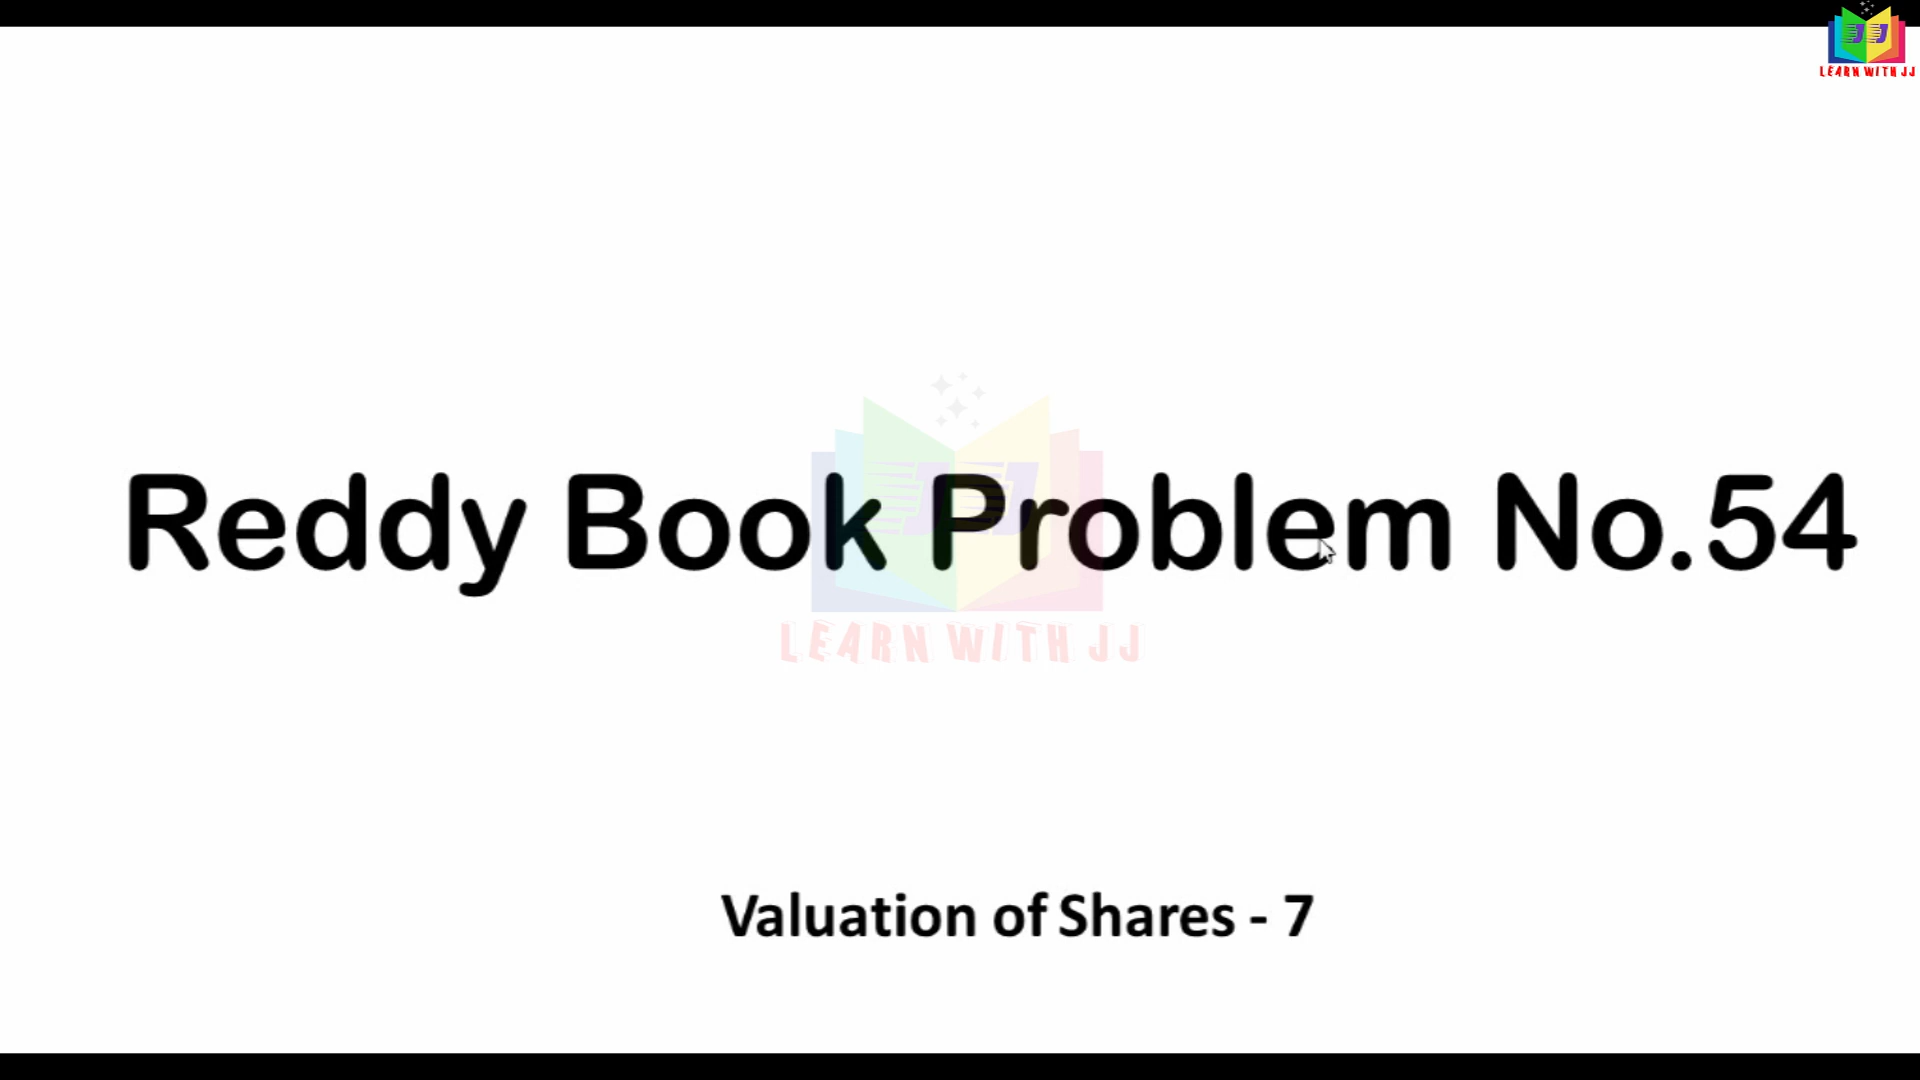 LEARN WITH JJ
Reddy Book Problem No.54
LEARN WITH JJ
Valuation of Shares - 7